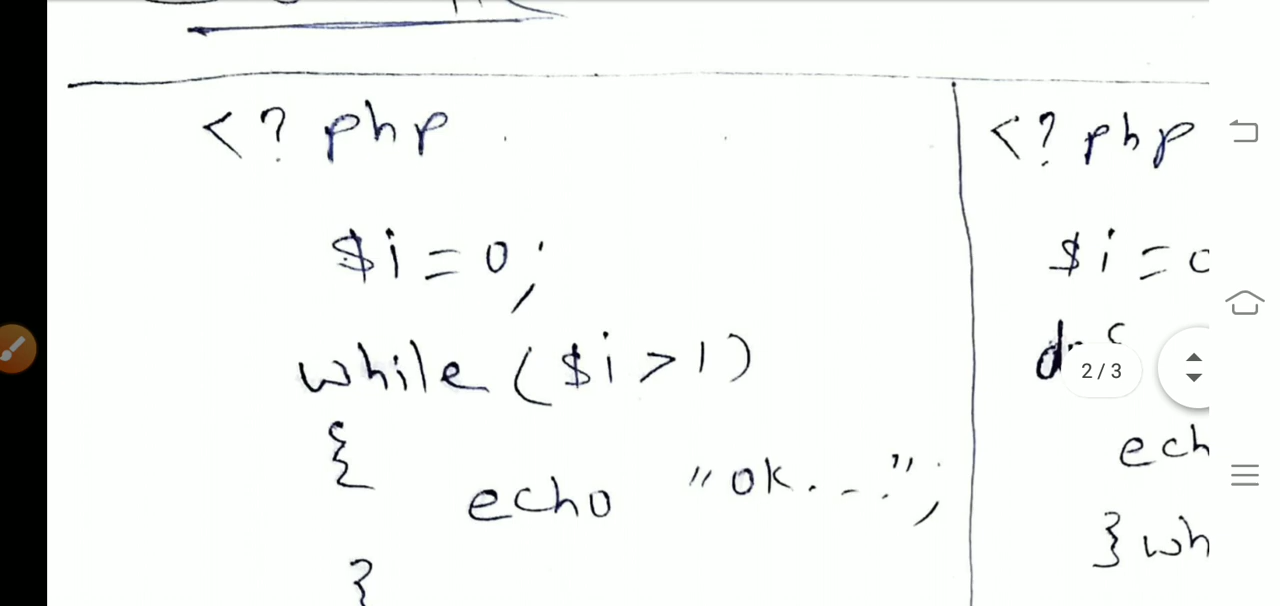 <? php
$i = 0;
while ($i > 1)
{
echo "ok...";
}
<? php
$i =
ech
} wh
2/3